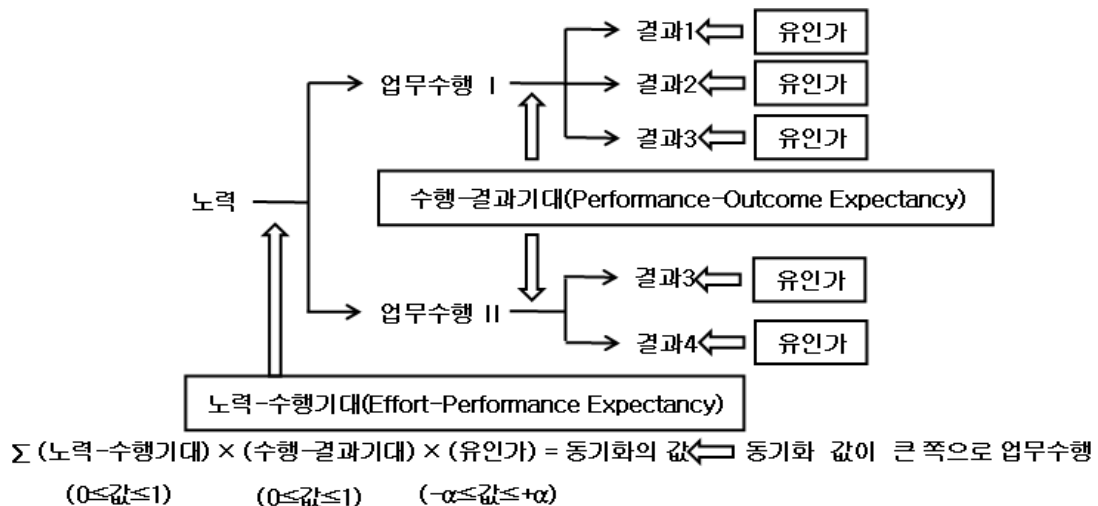 결과1 유인가
업무수행 Ⅰ 결과2 유인가
결과3 유인가
수행-결과기대(Performance-Outcome Expectancy)
노력
결과3 유인가
업무수행 II
결과4 유인가
노력-수행기대(Effort-Performance Expectancy)
∑ (노력-수행기대) × (수행-결과기대) × (유인가) = 동기화의 값 동기화 값이 큰 쪽으로 업무수행
(0≤값≤1) (0≤값≤1) (-α≤값≤+α)